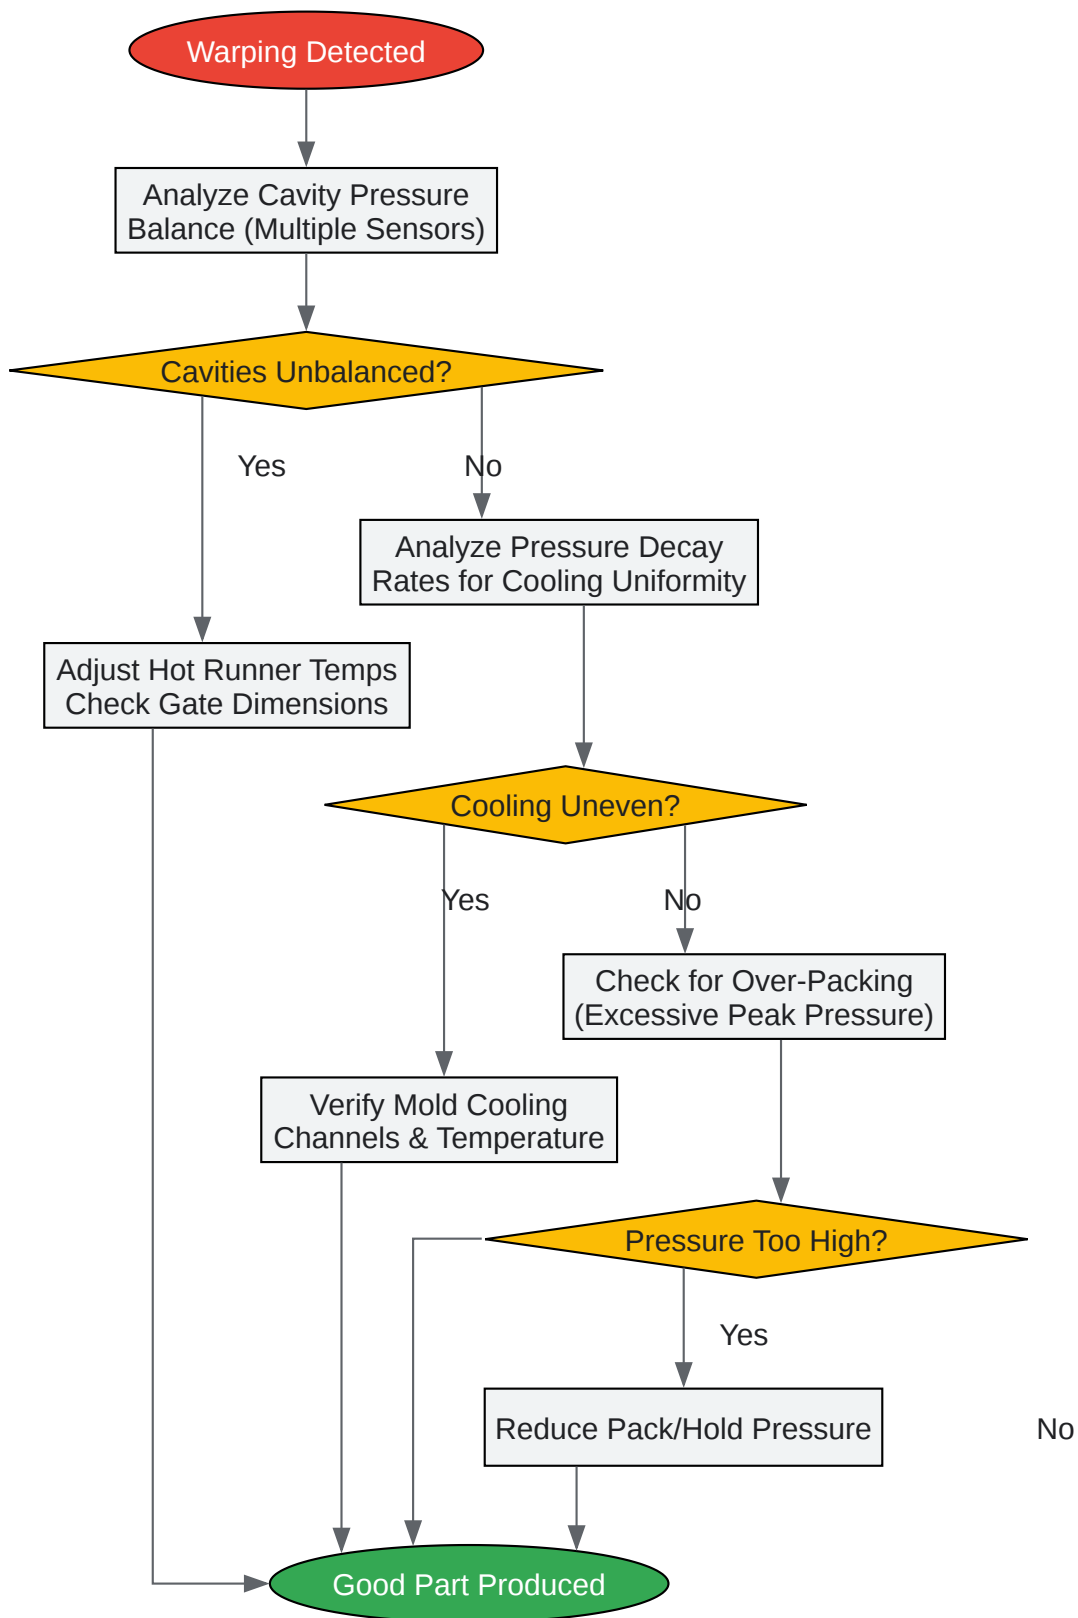 Warping Detected
Analyze Cavity Pressure
Balance (Multiple Sensors)
Cavities Unbalanced?
Yes
No
Analyze Pressure Decay
Rates for Cooling Uniformity
Adjust Hot Runner Temps
Check Gate Dimensions
Cooling Uneven?
Yes
No
Check for Over-Packing
(Excessive Peak Pressure)
Verify Mold Cooling
Channels & Temperature
Pressure Too High?
Yes
Reduce Pack/Hold Pressure
No
Good Part Produced